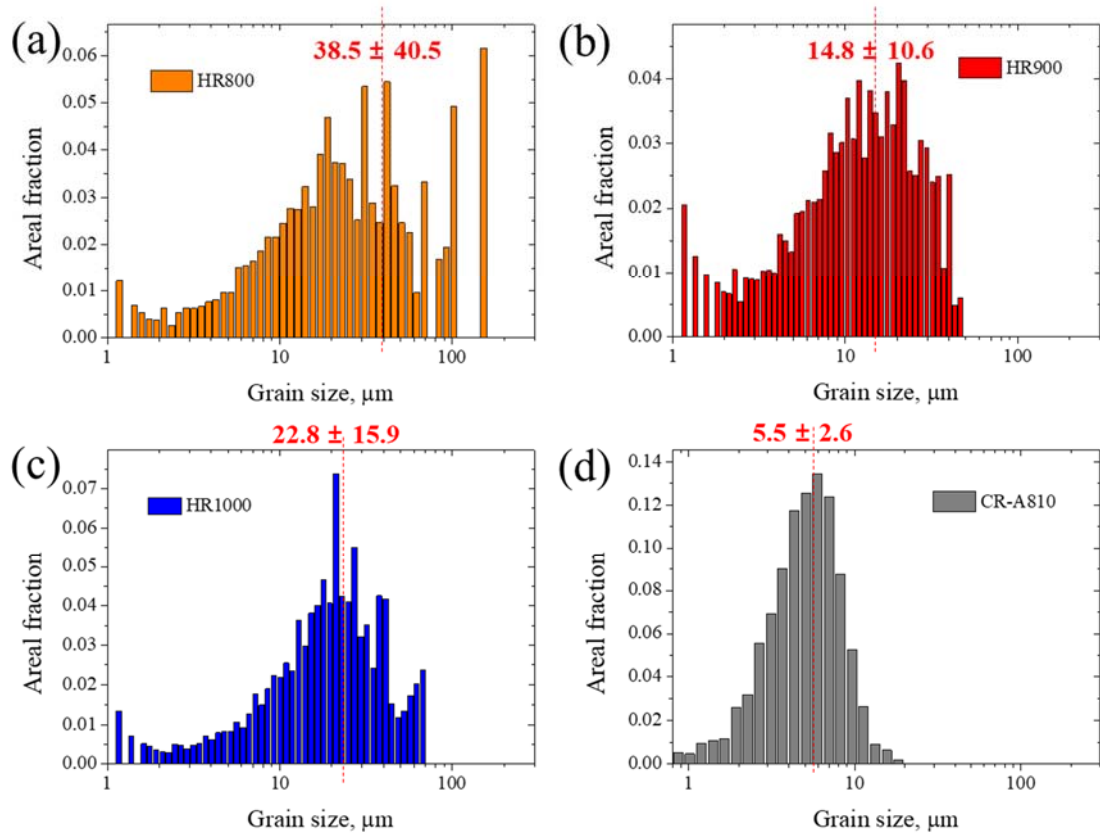 (a)
38.5 ± 40.5
HR800
0.06
0.05
0.04
0.03
0.02
0.01
0.00
Areal fraction
1
10
100
Grain size, μm
(b)
14.8 ± 10.6
HR900
0.04
0.03
0.02
0.01
0.00
Areal fraction
1
10
100
Grain size, μm
(c)
22.8 ± 15.9
HR1000
0.07
0.06
0.05
0.04
0.03
0.02
0.01
0.00
Areal fraction
1
10
100
Grain size, μm
(d)
5.5 ± 2.6
CR-A810
0.14
0.12
0.10
0.08
0.06
0.04
0.02
0.00
Areal fraction
1
10
100
Grain size, μm